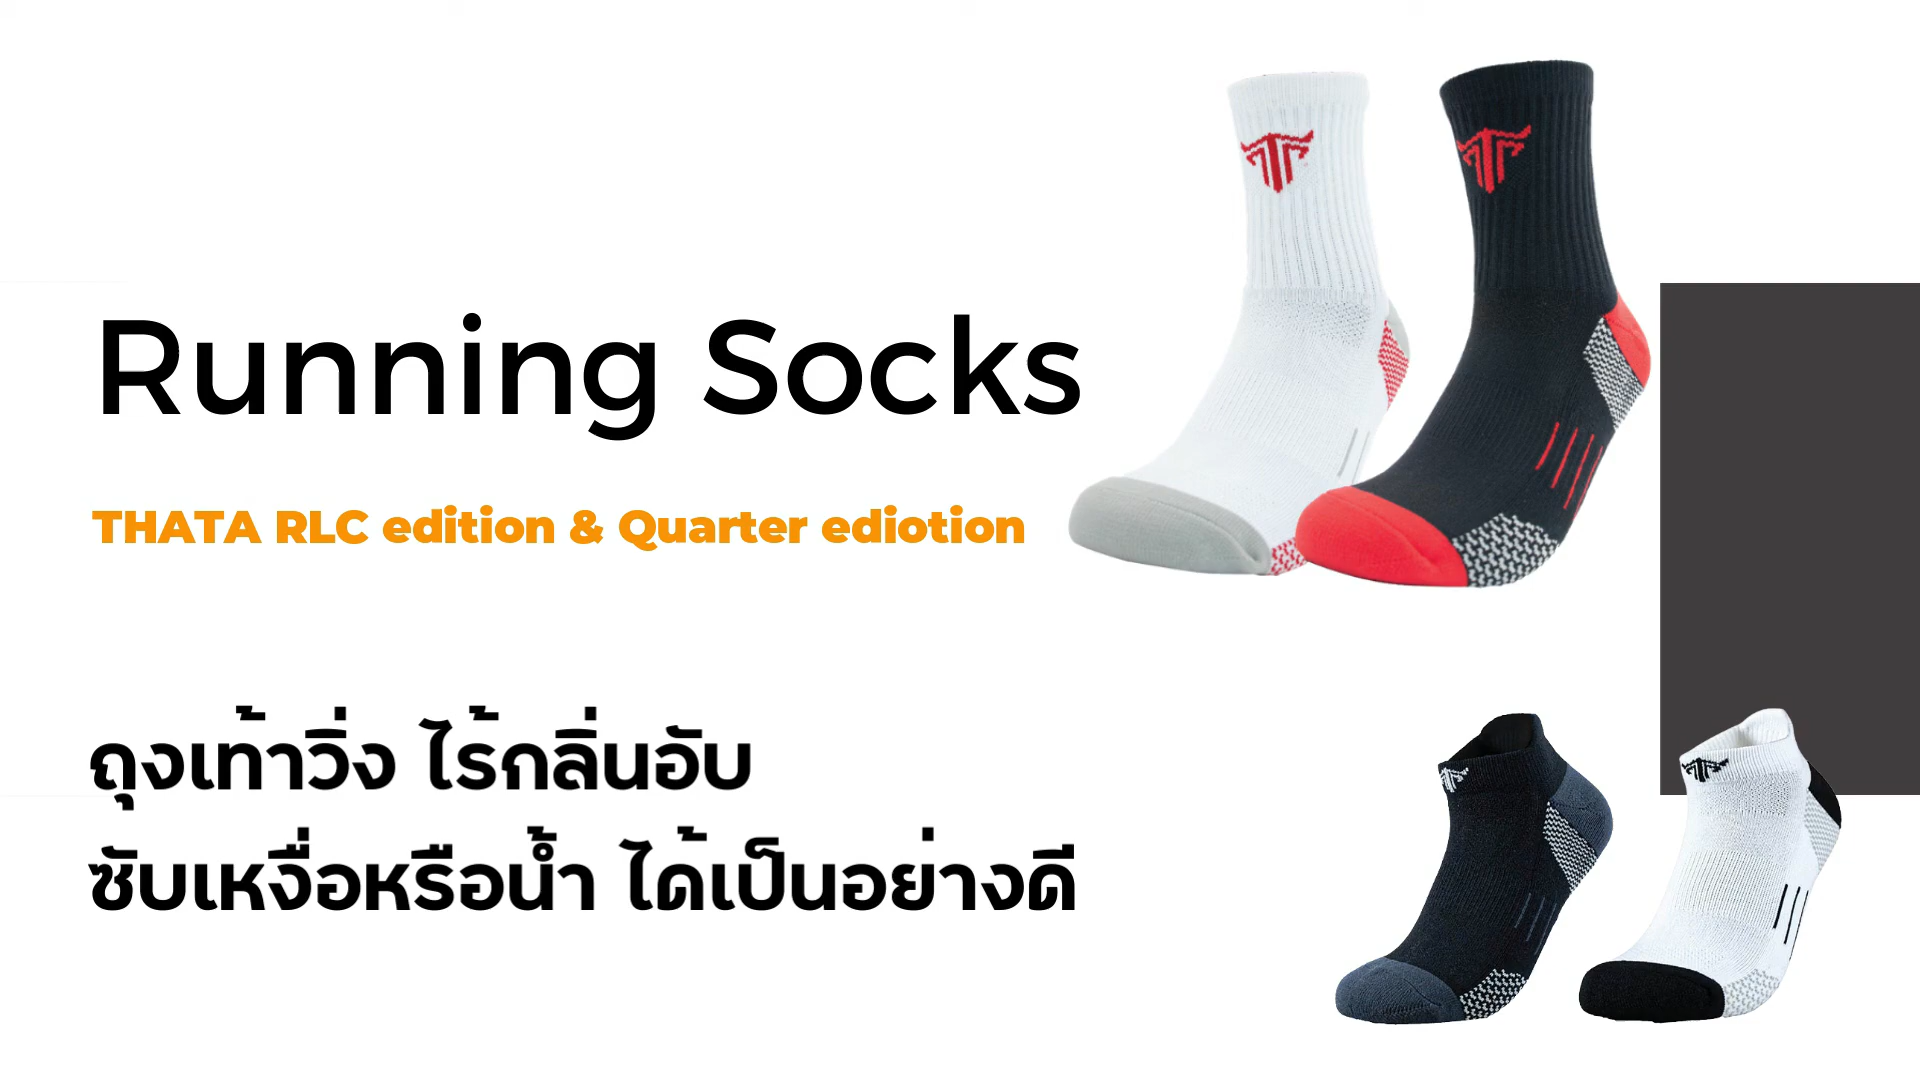 Running Socks
THATA RLC edition & Quarter ediotion
ถุงเท้าวิ่ง ไร้กลิ่นอับ
ซับเหงื่อหรือน้ำ ได้เป็นอย่างดี